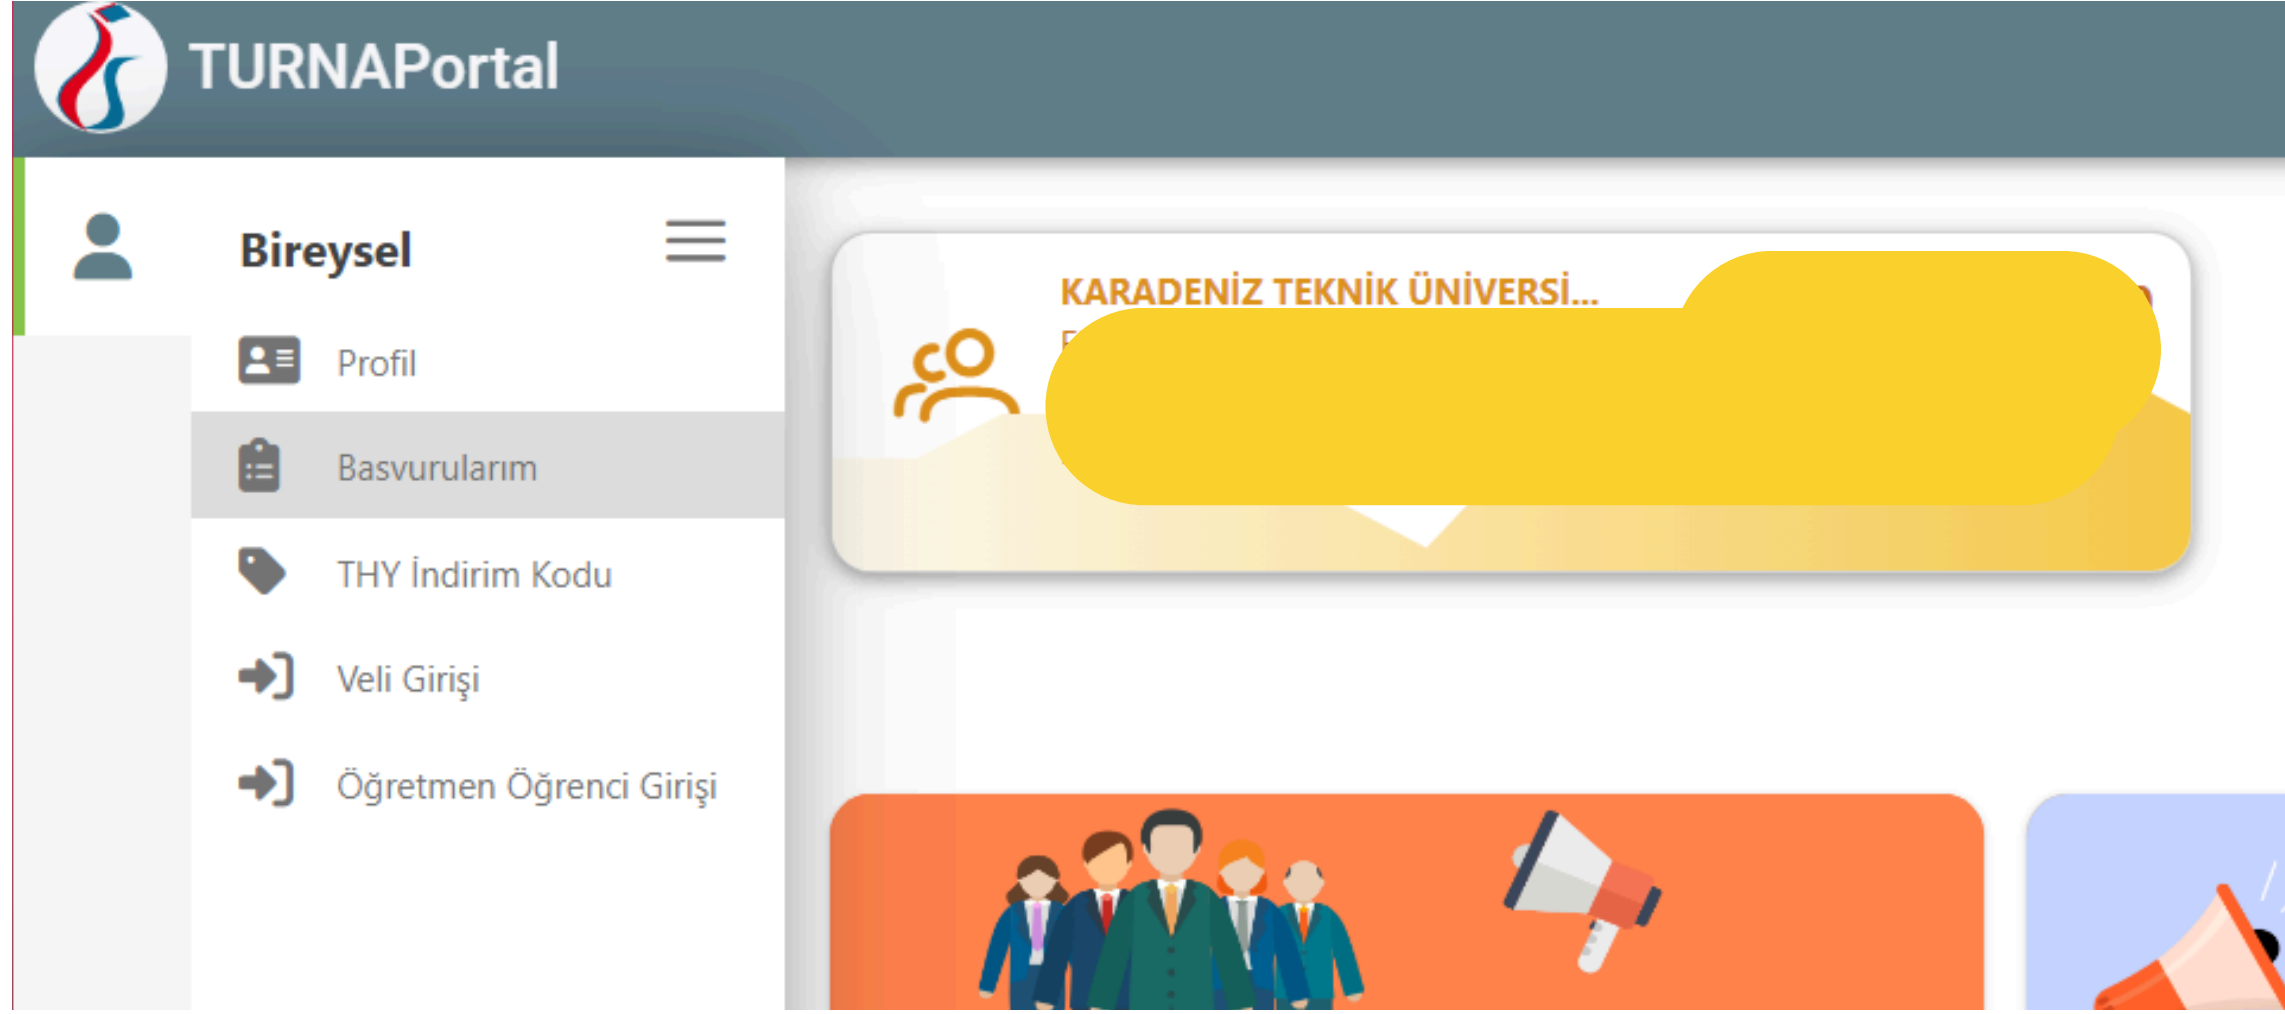 TURNAPortal
Bireysel
Profil
Basvurularım
THY İndirim Kodu
Veli Girişi
Öğretmen Öğrenci Girişi
KARADENİZ TEKNİK ÜNİVERSİ...